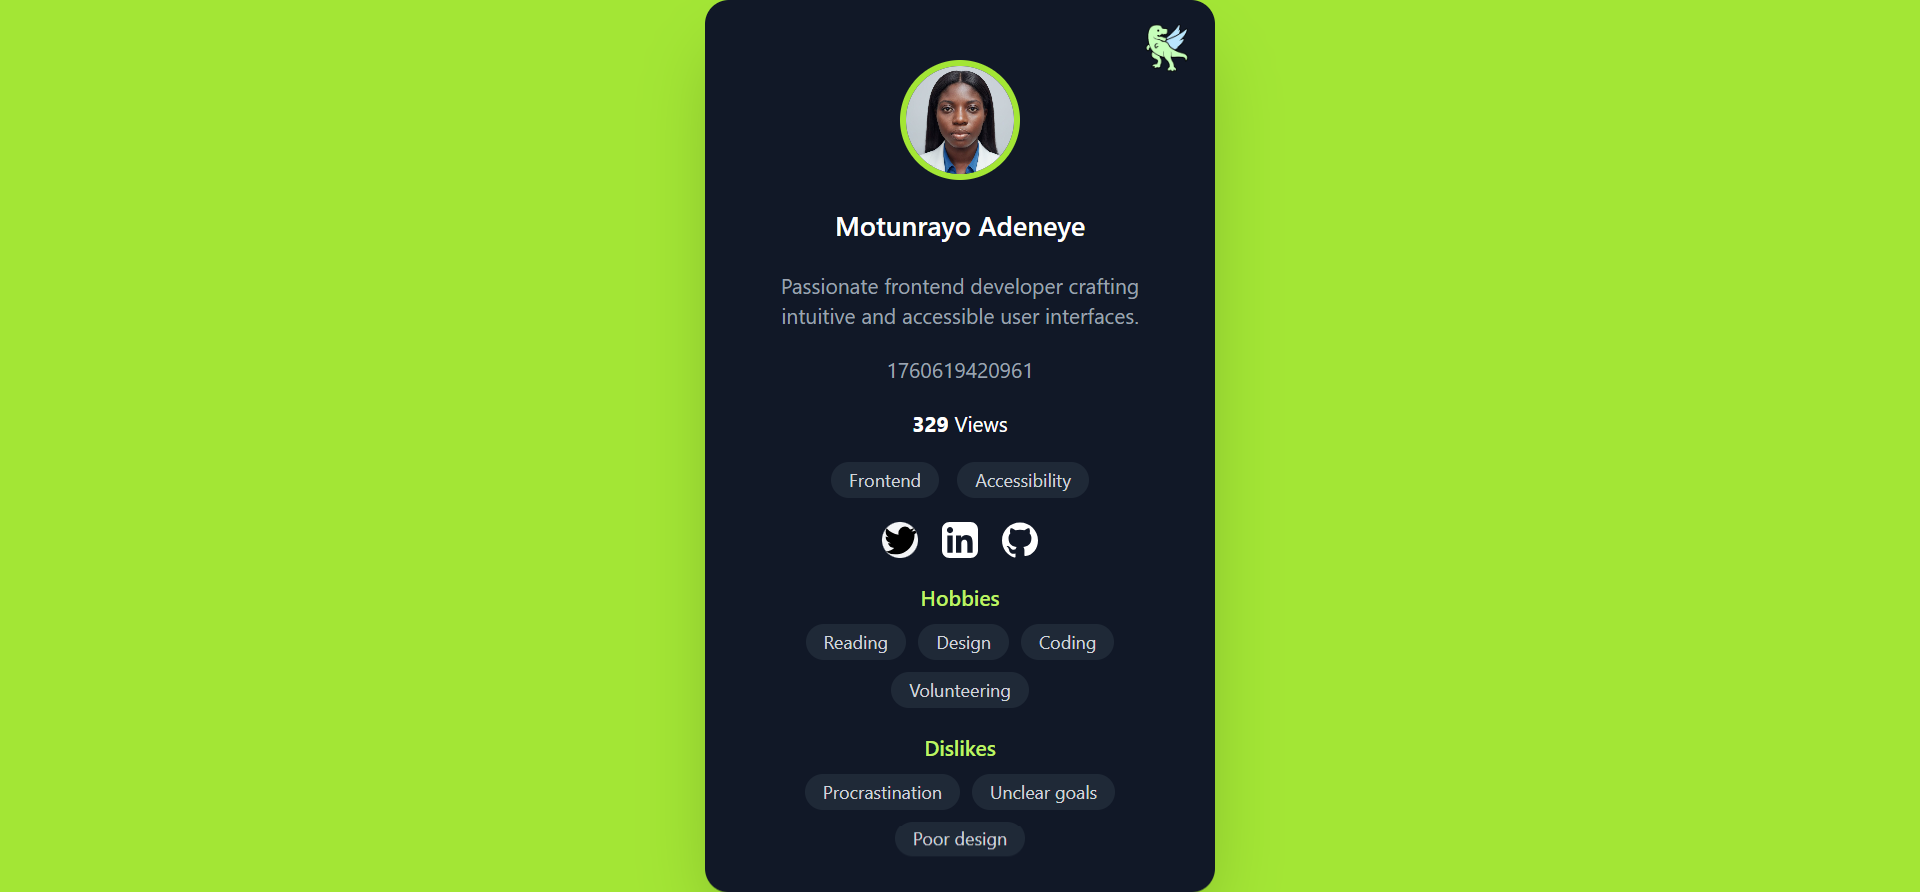 Motunrayo Adeneye
Passionate frontend developer crafting
intuitive and accessible user interfaces.
1760619420961
329 Views
Frontend Accessibility
in
Hobbies
Reading Design Coding
Volunteering
Dislikes
Procrastination Unclear goals
Poor design